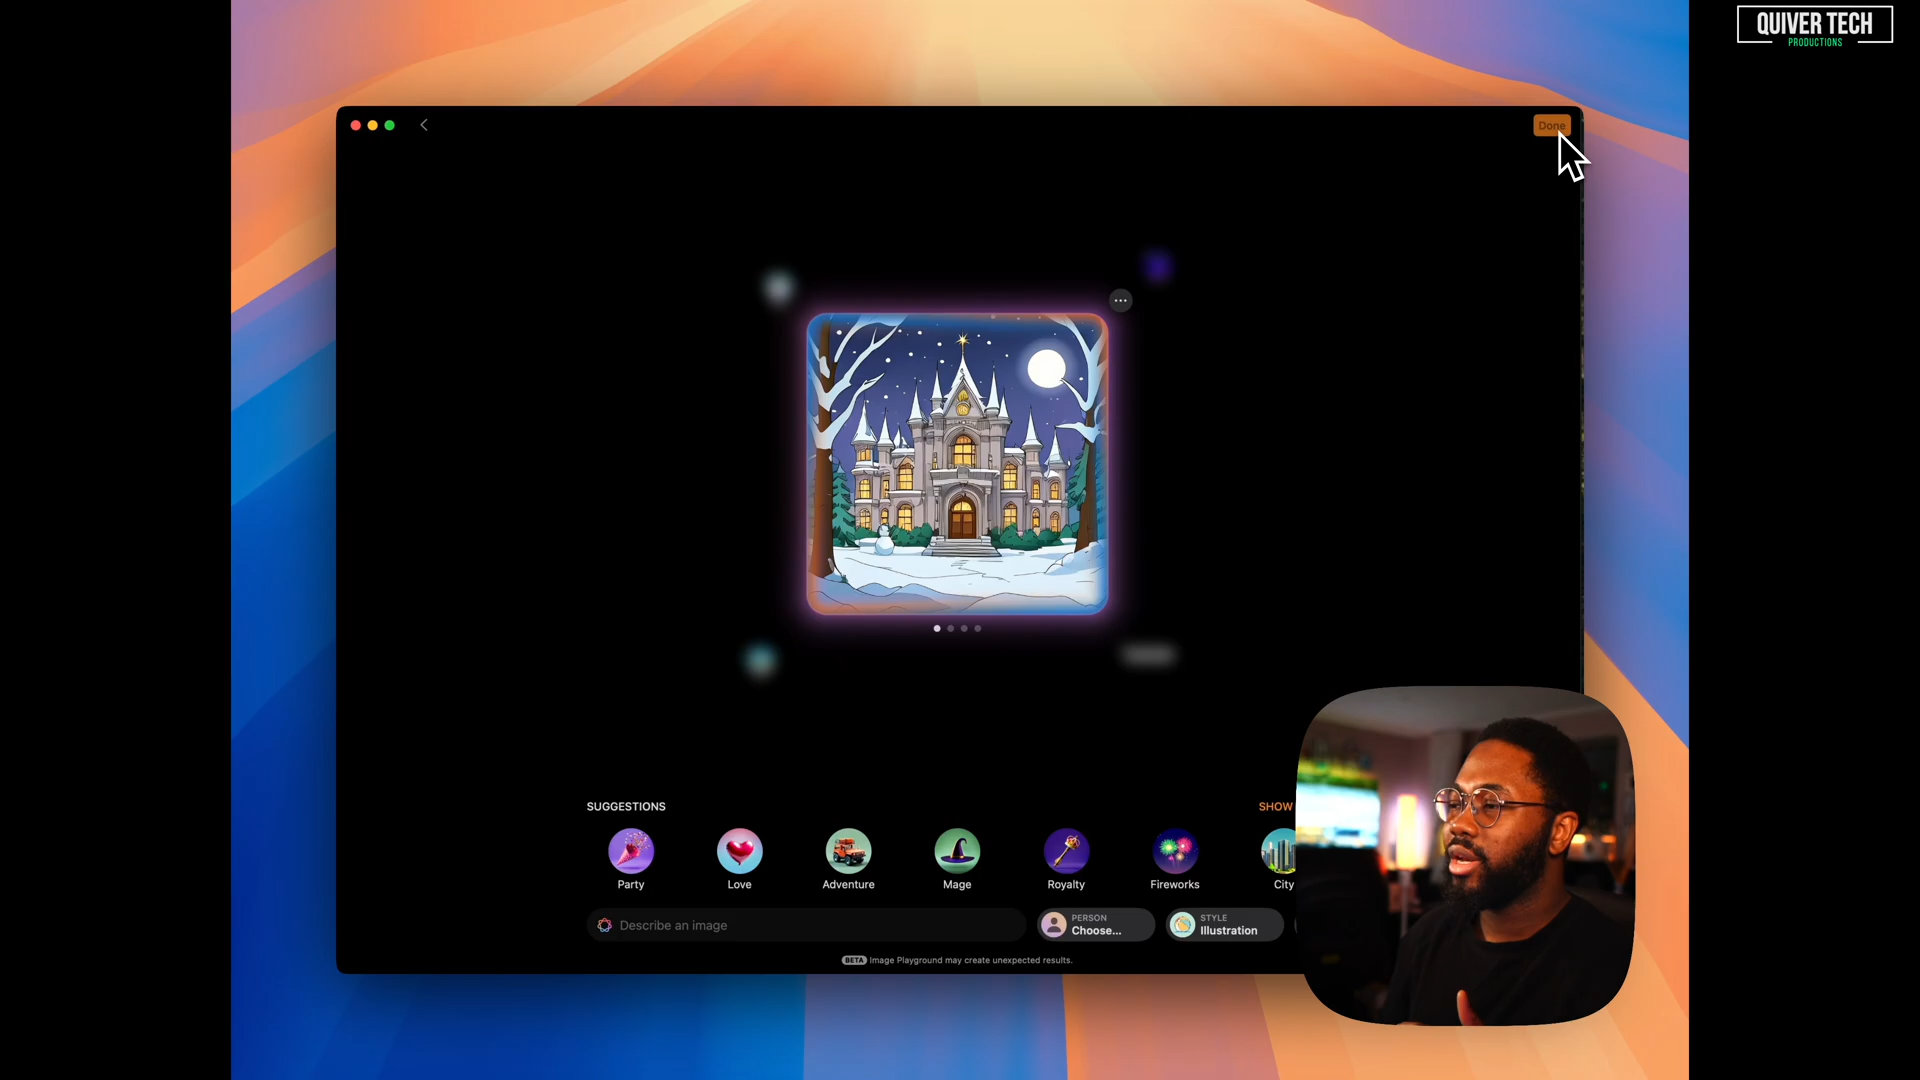 QUIVER TECH
PRODUCTIONS
Done
SUGGESTIONS
SHOW
Party
Love
Adventure
Mage
Royalty
Fireworks
City
Describe an image
PERSON
Choose...
STYLE
Illustration
BETA Image Playground may create unexpected results.